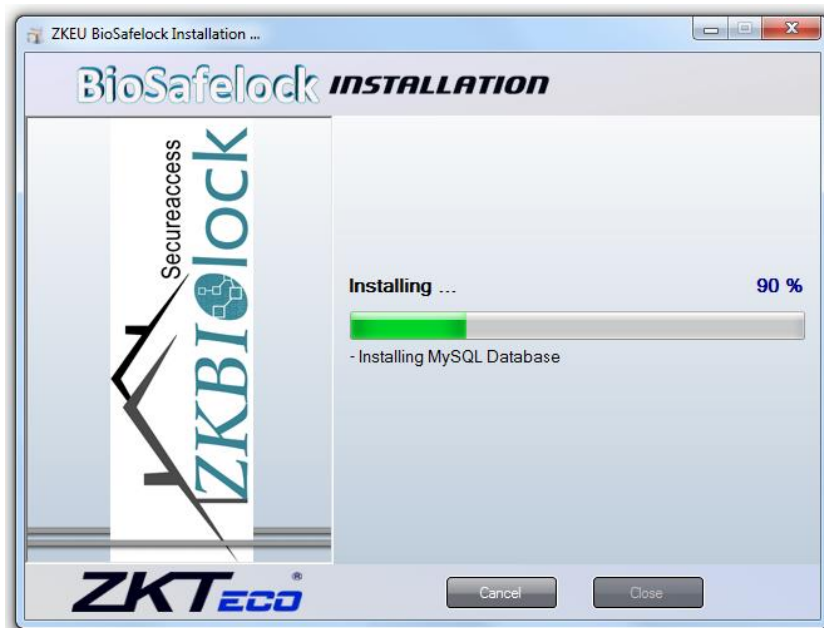 ZKEU BioSafelock Installation ...
BioSafelock INSTALLATION
Secureaccess
ZKBIOlock
Installing ...
90 %
- Installing MySQL Database
ZKTECO®
Cancel
Close